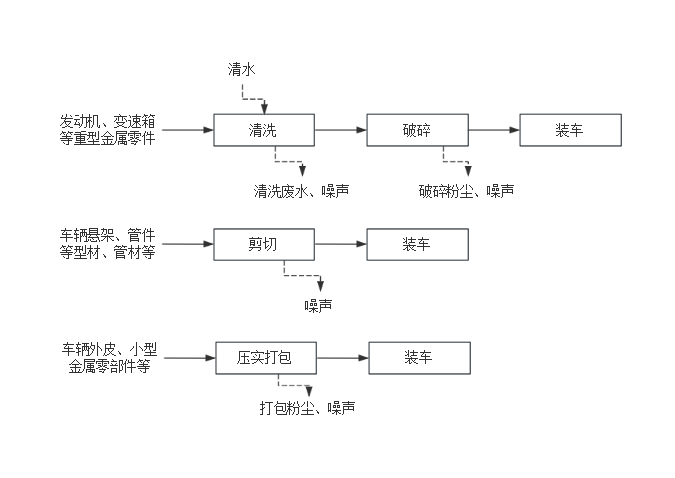 清水
发动机、变速箱
等重型金属零件
清洗
破碎
装车
清洗废水、噪声
破碎粉尘、噪声
车辆悬架、管件
等型材、管材等
剪切
装车
噪声
车辆外皮、小型
金属零部件等
压实打包
装车
打包粉尘、噪声